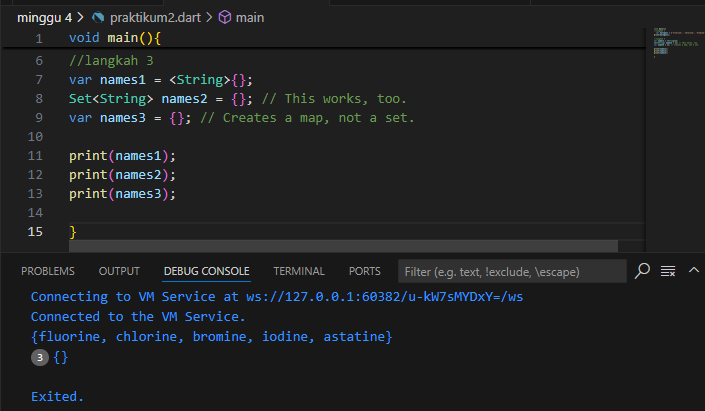 minggu 4 > praktikum2.dart > main
1 void main(){
6 //langkah 3
7 var names1 = <String>{};
8 Set<String> names2 = {}; // This works, too.
9 var names3 = {}; // Creates a map, not a set.
10
11 print(names1);
12 print(names2);
13 print(names3);
14
15 }
PROBLEMS OUTPUT DEBUG CONSOLE TERMINAL PORTS Filter (e.g. text, !exclude, \escape)
Connecting to VM Service at ws://127.0.0.1:60382/u-kW7sMYDxY=/ws
Connected to the VM Service.
{fluorine, chlorine, bromine, iodine, astatine}
3 {}
Exited.